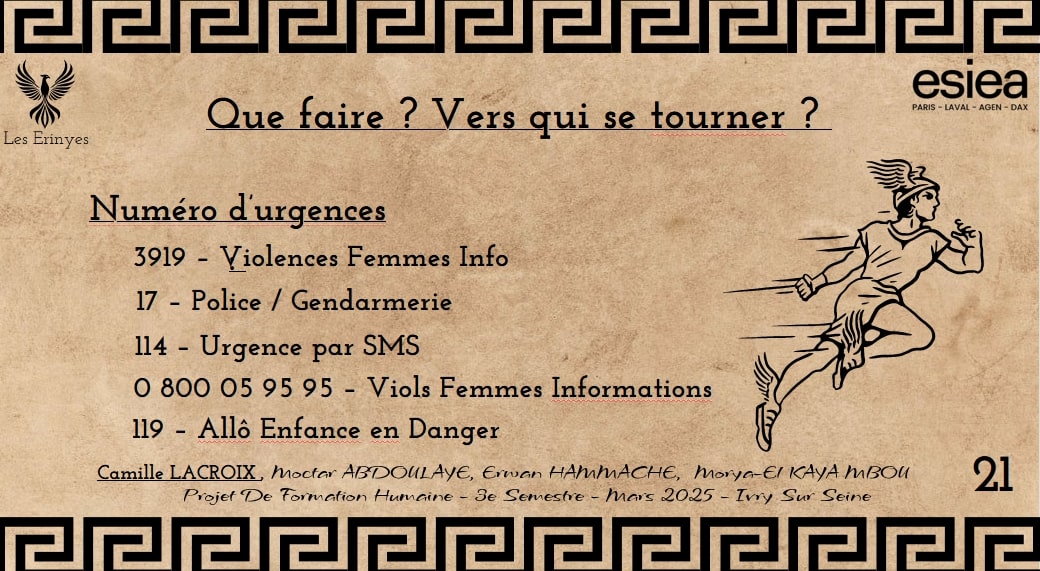 Les Erinyes
esiea
PARIS - LAVAL - AGEN - DAX
Que faire ? Vers qui se tourner ?
Numéro d'urgences
3919 - Violences Femmes Info
17 - Police / Gendarmerie
114 - Urgence par SMS
0 800 05 95 95 - Viols Femmes Informations
119 - Allô Enfance en Danger
Camille LACROIX , Moctar ABDOULAYE, Erwan HAMMACHE, Morya-El KAYA MBOU
Projet De Formation Humaine - 3e Semestre - Mars 2025 - Ivry Sur Seine
21